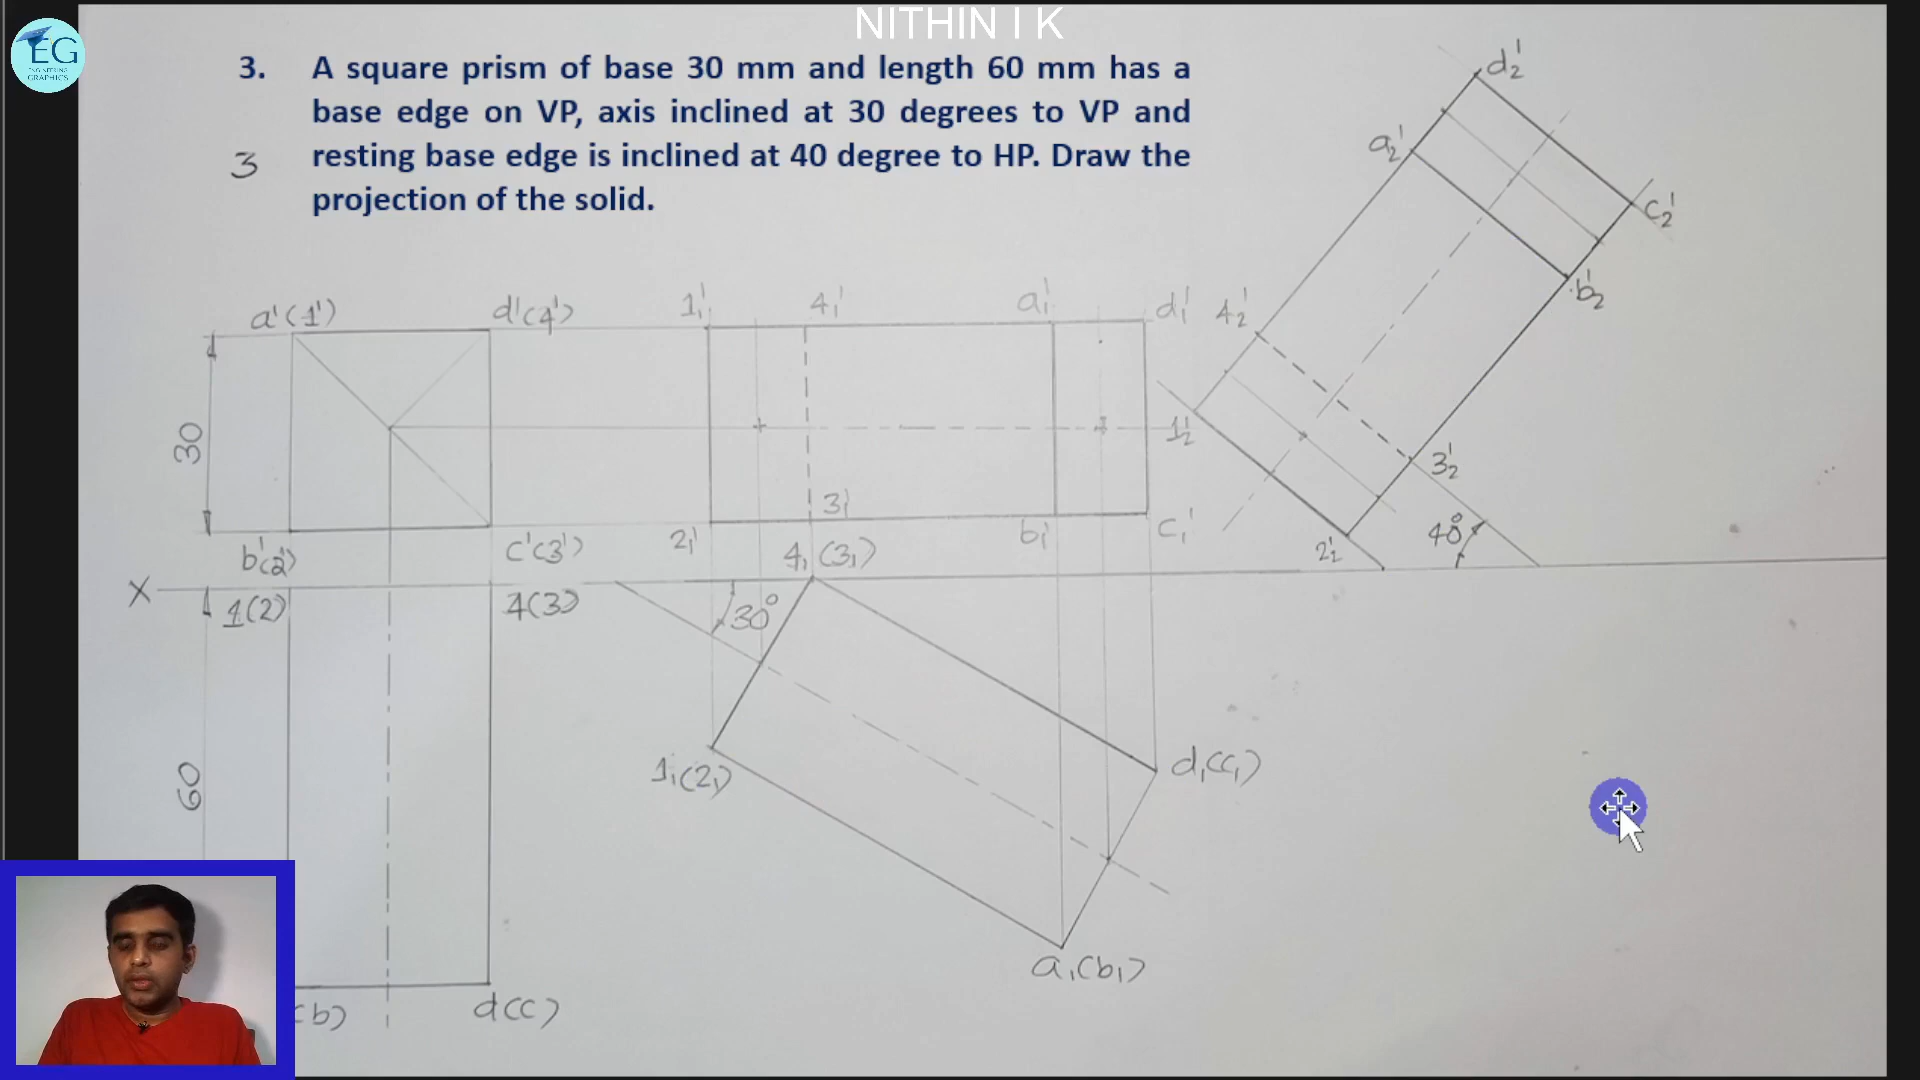 NITHIN I K
EG
ENGINEERING
GRAPHICS
3. A square prism of base 30 mm and length 60 mm has a
base edge on VP, axis inclined at 30 degrees to VP and
resting base edge is inclined at 40 degree to HP. Draw the
projection of the solid.
3
d₂'
a₂'
c₂'
b₂'
a'(1')
d'(4')
1₁'
4₁'
a₁'
d₁'
4₂'
30
1₂'
3₂'
3₁'
b'(2')
c'(3')
2₁'
b₁'
c₁'
2₂'
40°
4₁(3₁)
X
1(2)
4(3)
30°
60
1₁(2₁)
d₁(c₁)
a₁(b₁)
(b)
d(c)